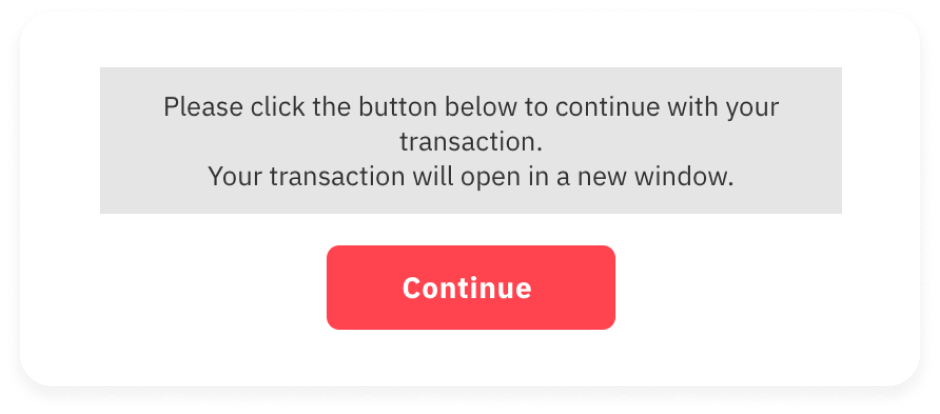 Please click the button below to continue with your
transaction.
Your transaction will open in a new window.
Continue